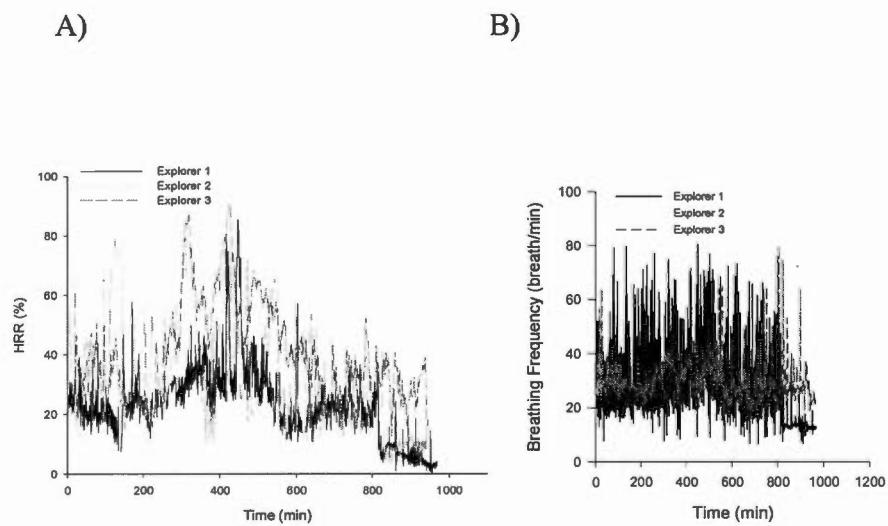 A)
B)
Explorer 1
Explorer 2
Explorer 3
100
80
60
40
20
0
HRR (%)
0
200
400
600
800
1000
Time (min)
Explorer 1
Explorer 2
Explorer 3
100
80
60
40
20
0
Breathing Frequency (breath/min)
0
200
400
600
800
1000
1200
Time (min)